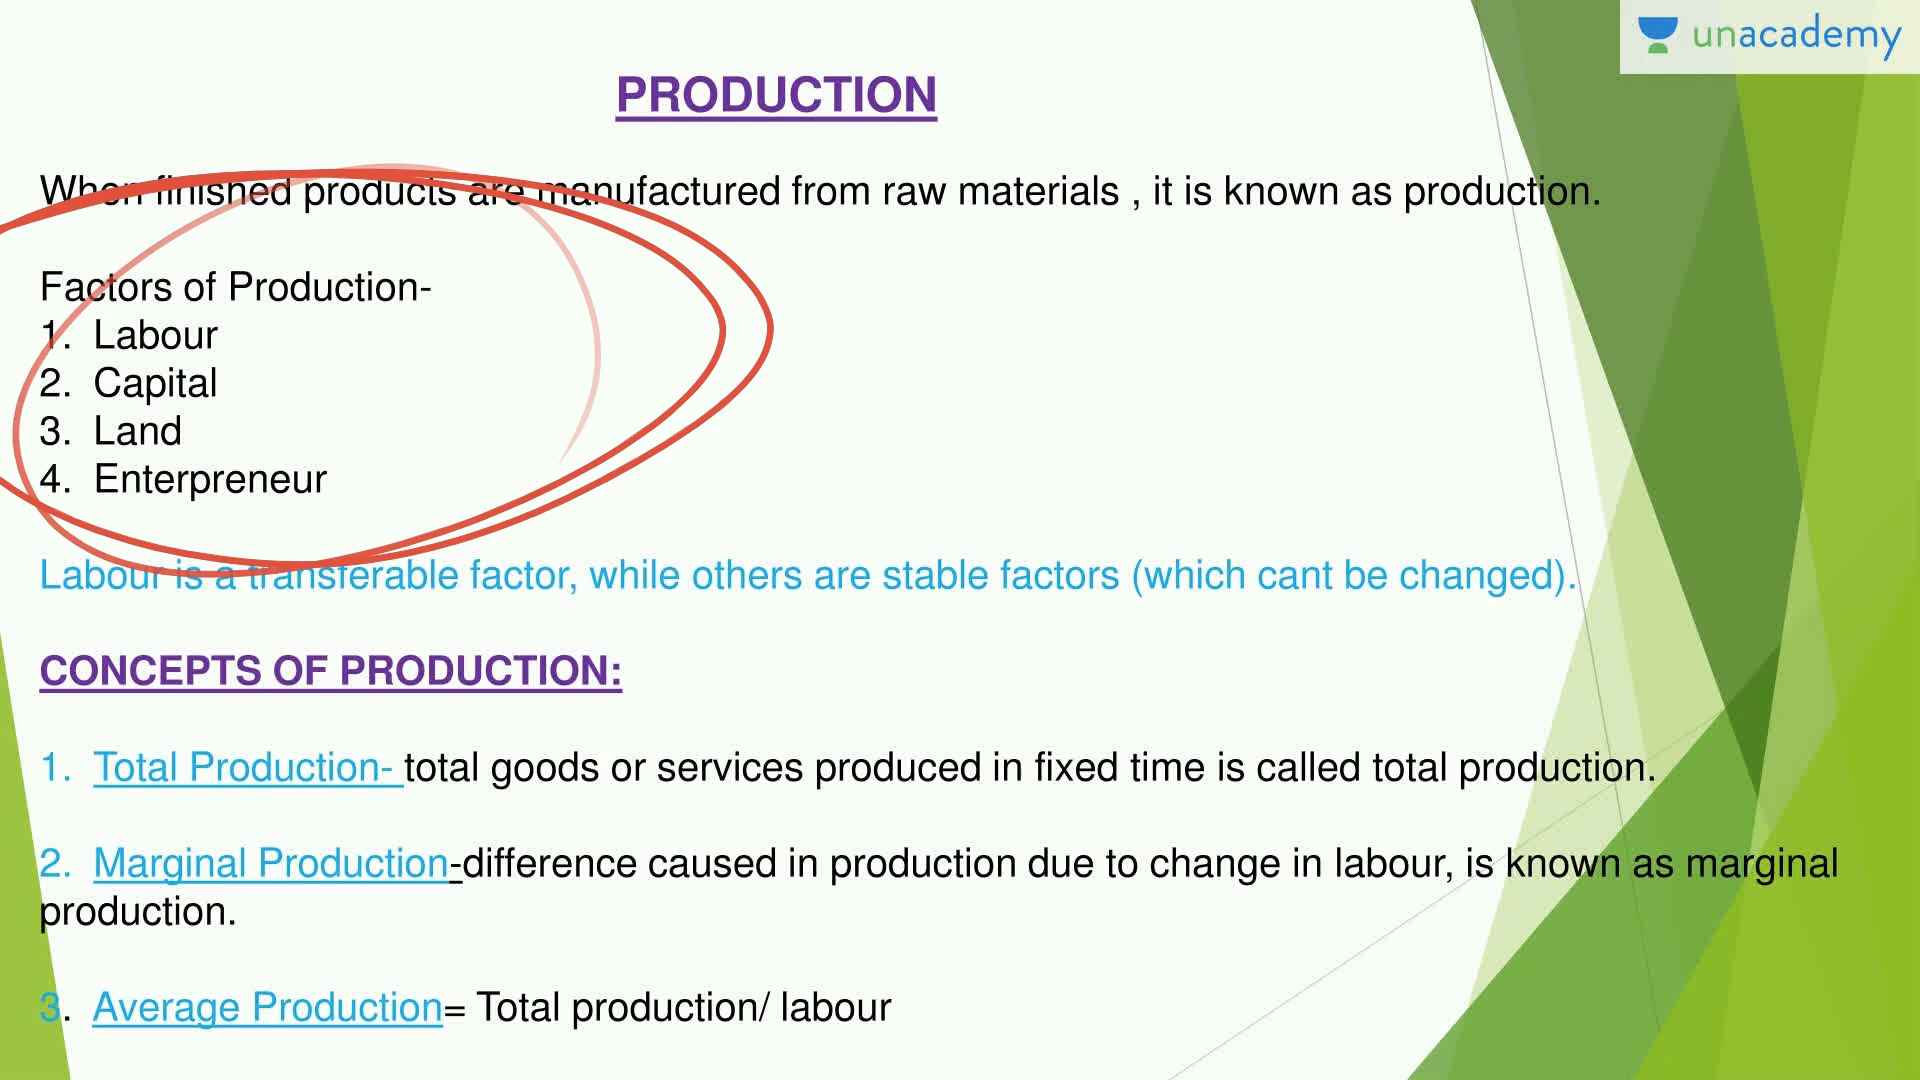 unacademy
PRODUCTION
When finished products are manufactured from raw materials , it is known as production.
Factors of Production-
1. Labour
2. Capital
3. Land
4. Enterpreneur
Labour is a transferable factor, while others are stable factors (which cant be changed).
CONCEPTS OF PRODUCTION:
1. Total Production- total goods or services produced in fixed time is called total production.
2. Marginal Production-difference caused in production due to change in labour, is known as marginal
production.
3. Average Production= Total production/ labour